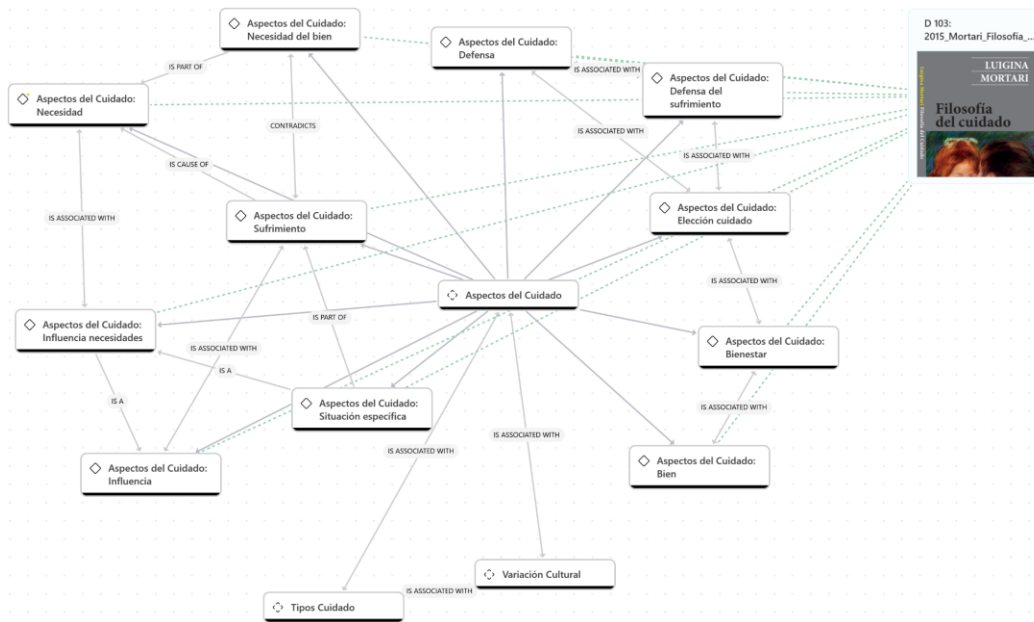 Aspectos del Cuidado:
Necesidad del bien
D 103:
2015_Mortari_Filosofia_...
Aspectos del Cuidado:
Defensa
IS PART OF
IS ASSOCIATED WITH
LUIGINA
MORTARI
Aspectos del Cuidado:
Defensa del
sufrimiento
Aspectos del Cuidado:
Necesidad
Filosofía
del cuidado
Luigina Mortari Filosofía del Cuidado
CONTRADICTS
IS ASSOCIATED WITH
IS ASSOCIATED WITH
IS CAUSE OF
Aspectos del Cuidado:
Elección cuidado
IS ASSOCIATED WITH
Aspectos del Cuidado:
Sufrimiento
IS ASSOCIATED WITH
Aspectos del Cuidado
IS PART OF
Aspectos del Cuidado:
Influencia necesidades
Aspectos del Cuidado:
Bienestar
IS ASSOCIATED WITH
IS A
IS A
Aspectos del Cuidado:
Situación específica
IS ASSOCIATED WITH
IS ASSOCIATED WITH
IS ASSOCIATED WITH
Aspectos del Cuidado:
Bien
Aspectos del Cuidado:
Influencia
Variación Cultural
IS ASSOCIATED WITH
Tipos Cuidado